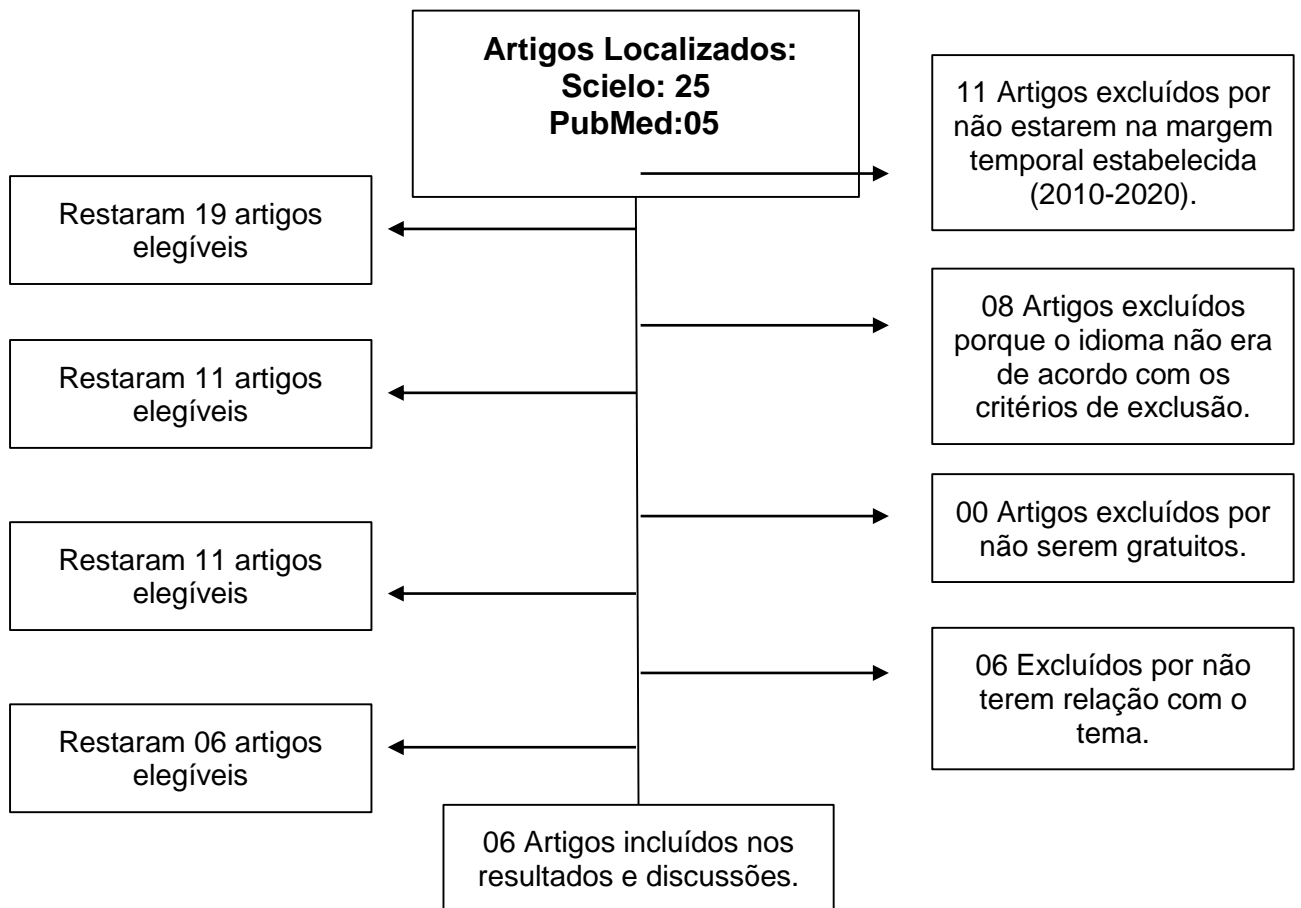 Artigos Localizados:
Scielo: 25
PubMed:05
11 Artigos excluídos por
não estarem na margem
temporal estabelecida
(2010-2020).
Restaram 19 artigos
elegíveis
08 Artigos excluídos
porque o idioma não era
de acordo com os
critérios de exclusão.
Restaram 11 artigos
elegíveis
00 Artigos excluídos por
não serem gratuitos.
Restaram 11 artigos
elegíveis
06 Excluídos por não
terem relação com o
tema.
Restaram 06 artigos
elegíveis
06 Artigos incluídos nos
resultados e discussões.